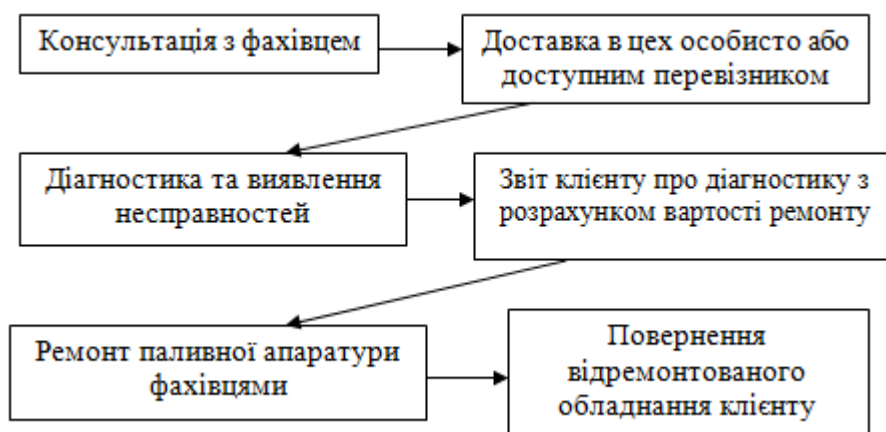 Консультація з фахівцем
Доставка в цех особисто або
доступним перевізником
Діагностика та виявлення
несправностей
Звіт клієнту про діагностику з
розрахунком вартості ремонту
Ремонт паливної апаратури
фахівцями
Повернення
відремонтованого
обладнання клієнту